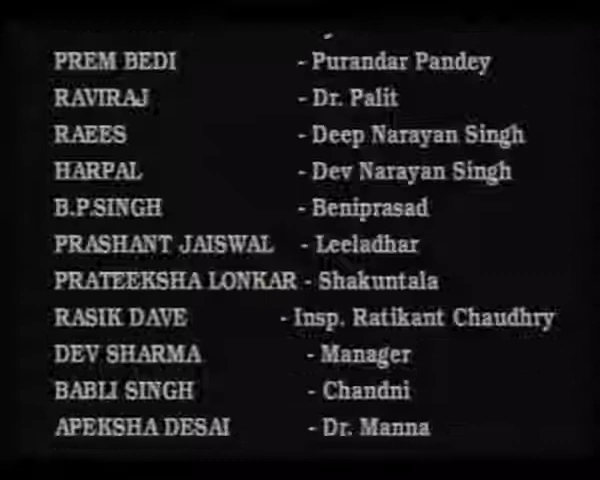 PREM BEDI - Purandar Pandey
RAVIRAJ - Dr. Palit
RAEES - Deep Narayan Singh
HARPAL - Dev Narayan Singh
B.P.SINGH - Beniprasad
PRASHANT JAISWAL - Leeladhar
PRATEEKSHA LONKAR - Shakuntala
RASIK DAVE - Insp. Ratikant Chaudhry
DEV SHARMA - Manager
BABLI SINGH - Chandni
APEKSHA DESAI - Dr. Manna